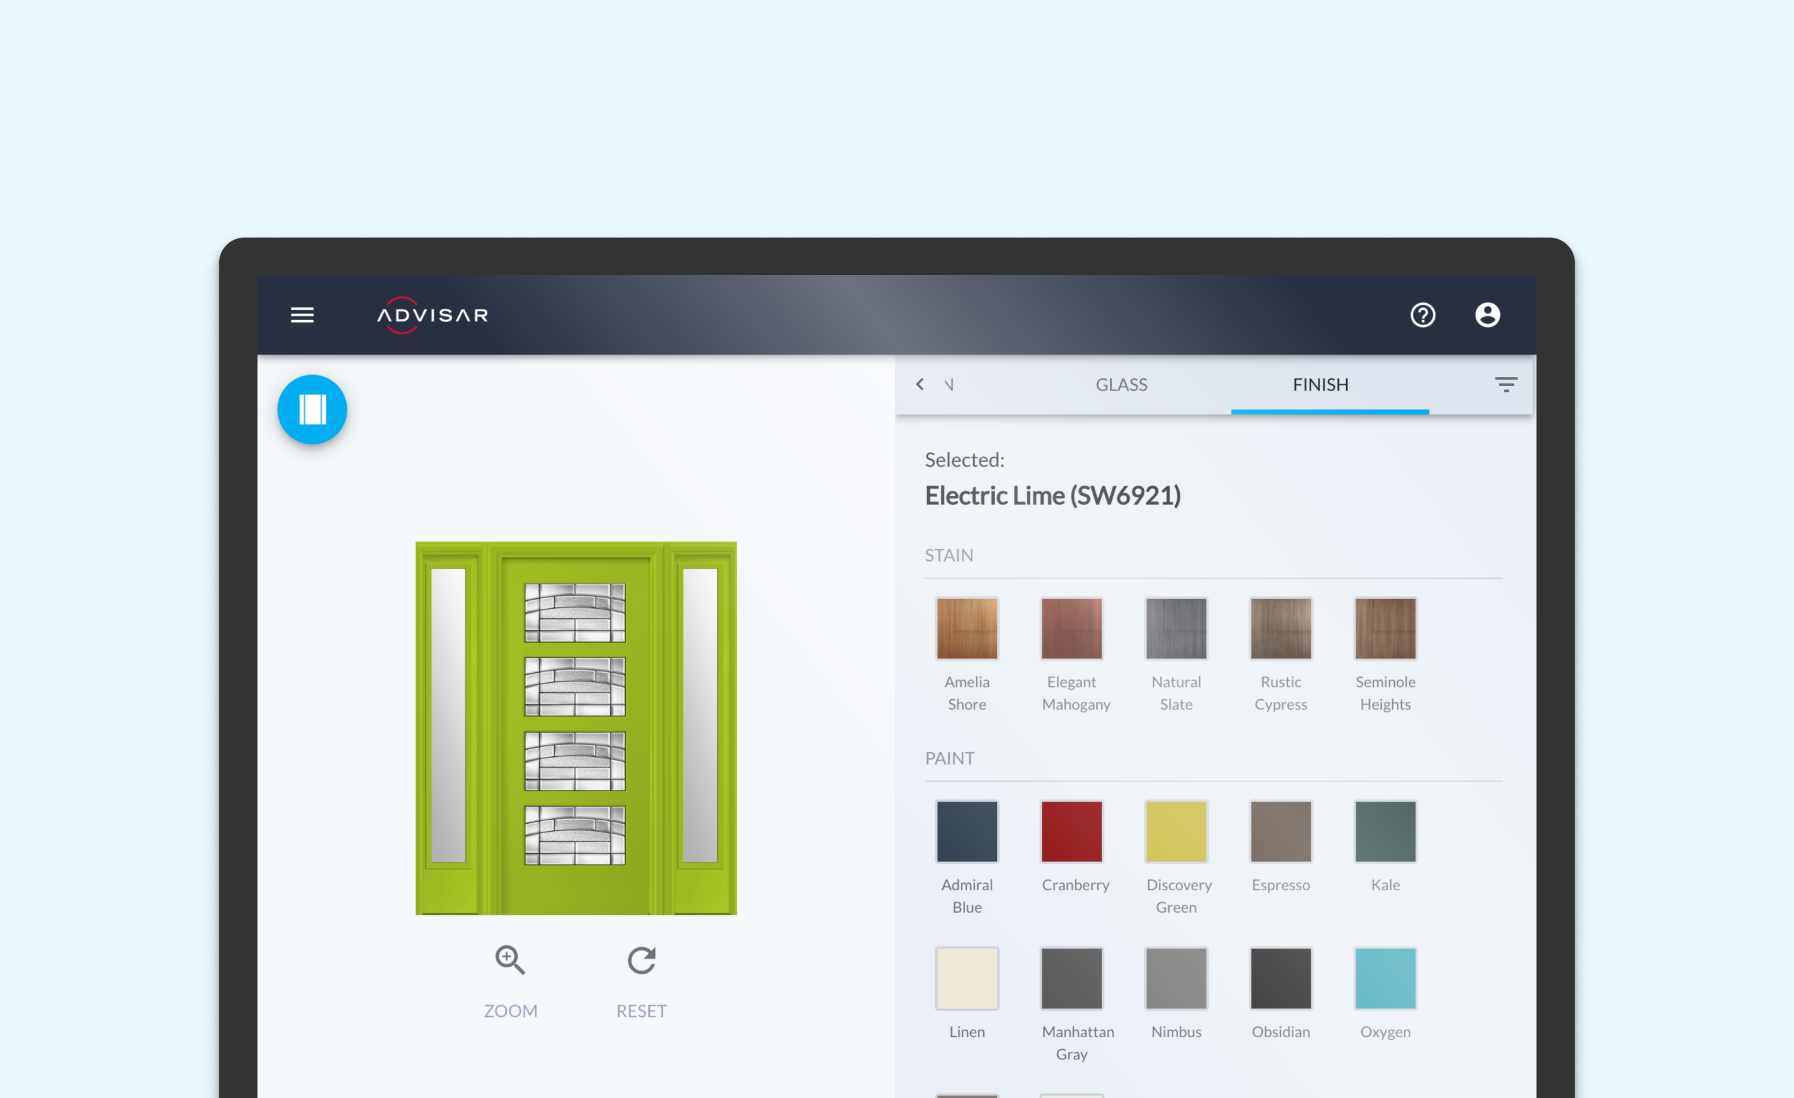 ADVISAR
N
GLASS
FINISH
Selected:
Electric Lime (SW6921)
STAIN
Amelia
Shore
Elegant
Mahogany
Natural
Slate
Rustic
Cypress
Seminole
Heights
PAINT
Admiral
Blue
Cranberry
Discovery
Green
Espresso
Kale
Linen
Manhattan
Gray
Nimbus
Obsidian
Oxygen
ZOOM
RESET